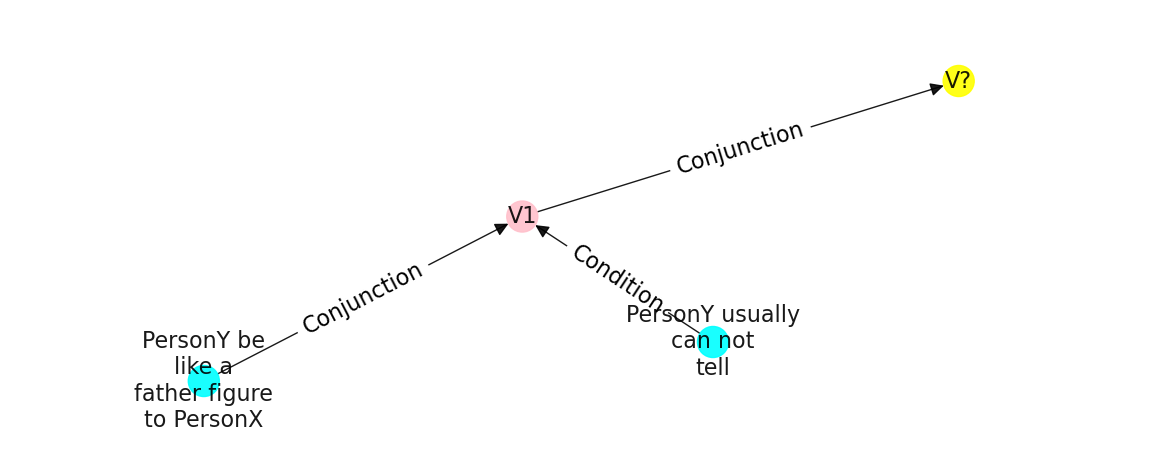 V?
Conjunction
V1
Condition
Conjunction
PersonY usually
can not
tell
PersonY be
like a
father figure
to PersonX